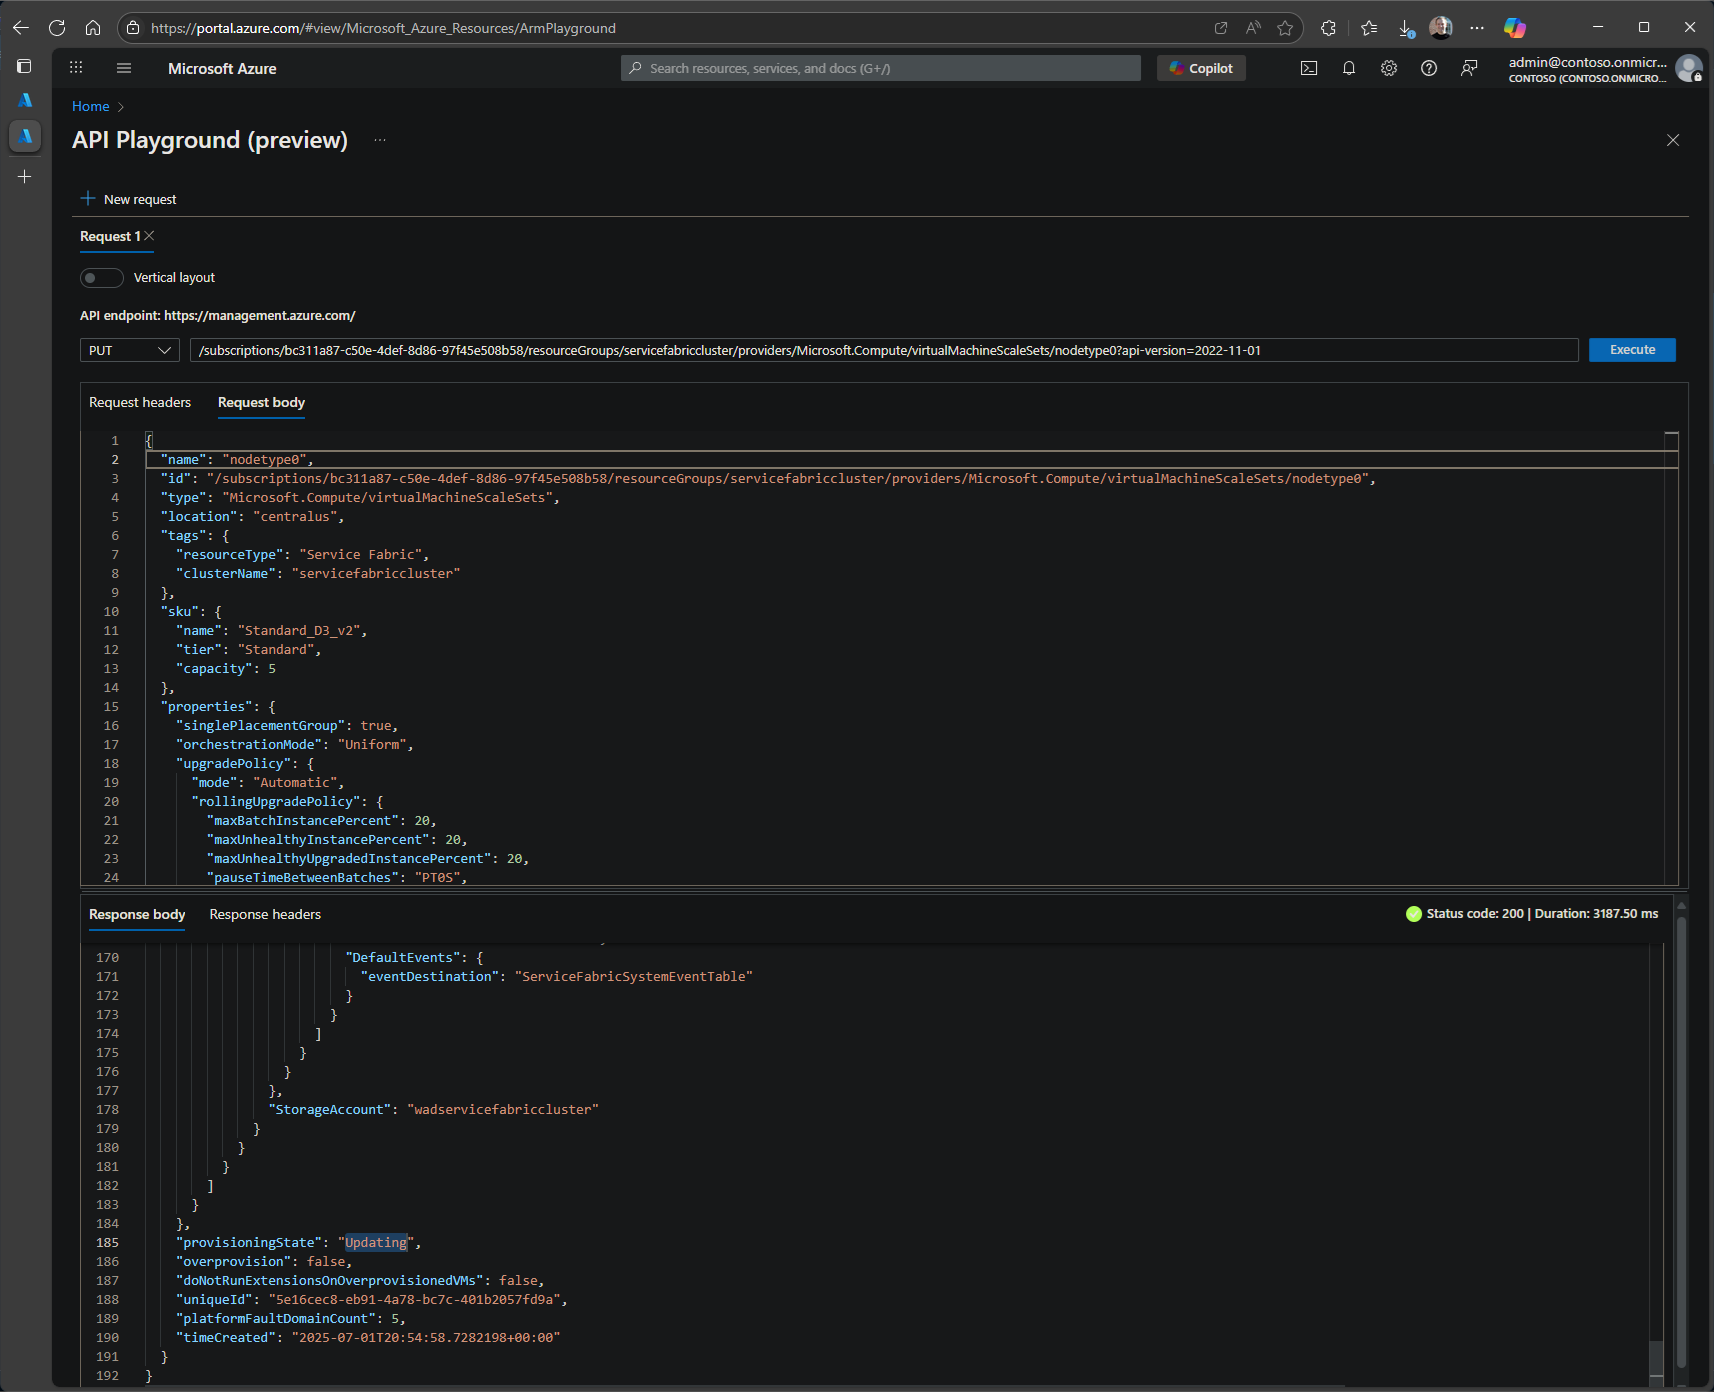 https://portal.azure.com/#view/Microsoft_Azure_Resources/ArmPlayground
Microsoft Azure
Search resources, services, and docs (G+/)
Copilot
admin@contoso.onmicr...
CONTOSO (CONTOSO.ONMICRO...
Home
API Playground (preview)
...
New request
Request 1
Vertical layout
API endpoint: https://management.azure.com/
PUT
/subscriptions/bc311a87-c50e-4def-8d86-97f45e508b58/resourceGroups/servicefabriccluster/providers/Microsoft.Compute/virtualMachineScaleSets/nodetype0?api-version=2022-11-01
Execute
Request headers
Request body
1 {
2 "name": "nodetype0",
3 "id": "/subscriptions/bc311a87-c50e-4def-8d86-97f45e508b58/resourceGroups/servicefabriccluster/providers/Microsoft.Compute/virtualMachineScaleSets/nodetype0",
4 "type": "Microsoft.Compute/virtualMachineScaleSets",
5 "location": "centralus",
6 "tags": {
7 "resourceType": "Service Fabric",
8 "clusterName": "servicefabriccluster"
9 },
10 "sku": {
11 "name": "Standard_D3_v2",
12 "tier": "Standard",
13 "capacity": 5
14 },
15 "properties": {
16 "singlePlacementGroup": true,
17 "orchestrationMode": "Uniform",
18 "upgradePolicy": {
19 "mode": "Automatic",
20 "rollingUpgradePolicy": {
21 "maxBatchInstancePercent": 20,
22 "maxUnhealthyInstancePercent": 20,
23 "maxUnhealthyUpgradedInstancePercent": 20,
24 "pauseTimeBetweenBatches": "PT0S",
Response body
Response headers
Status code: 200 | Duration: 3187.50 ms
170 "DefaultEvents": {
171 "eventDestination": "ServiceFabricSystemEventTable"
172 }
173 }
174 ]
175 }
176 }
177 },
178 "StorageAccount": "wadservicefabriccluster"
179 }
180 }
181 }
182 ]
183 }
184 },
185 "provisioningState": "Updating",
186 "overprovision": false,
187 "doNotRunExtensionsOnOverprovisionedVMs": false,
188 "uniqueId": "5e16cec8-eb91-4a78-bc7c-401b2057fd9a",
189 "platformFaultDomainCount": 5,
190 "timeCreated": "2025-07-01T20:54:58.7282198+00:00"
191 }
192 }